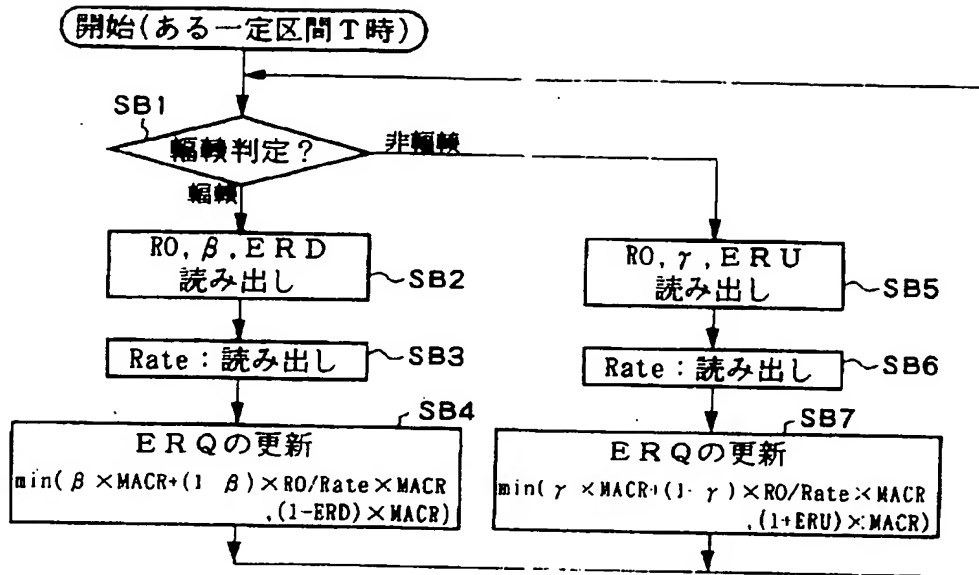 開始(ある一定区間T時)
SB1
輻輳判定?
非輻輳
輻輳
RO,β,ERD
読み出し
SB2
Rate:読み出し
SB3
SB4
ERQの更新
min(β×MACR+(1 β)×RO/Rate×MACR
,(1-ERD)×MACR)
RO,γ,ERU
読み出し
SB5
Rate:読み出し
SB6
SB7
ERQの更新
min(γ×MACR+(1-γ)×RO/Rate×MACR
,(1+ERU)×MACR)